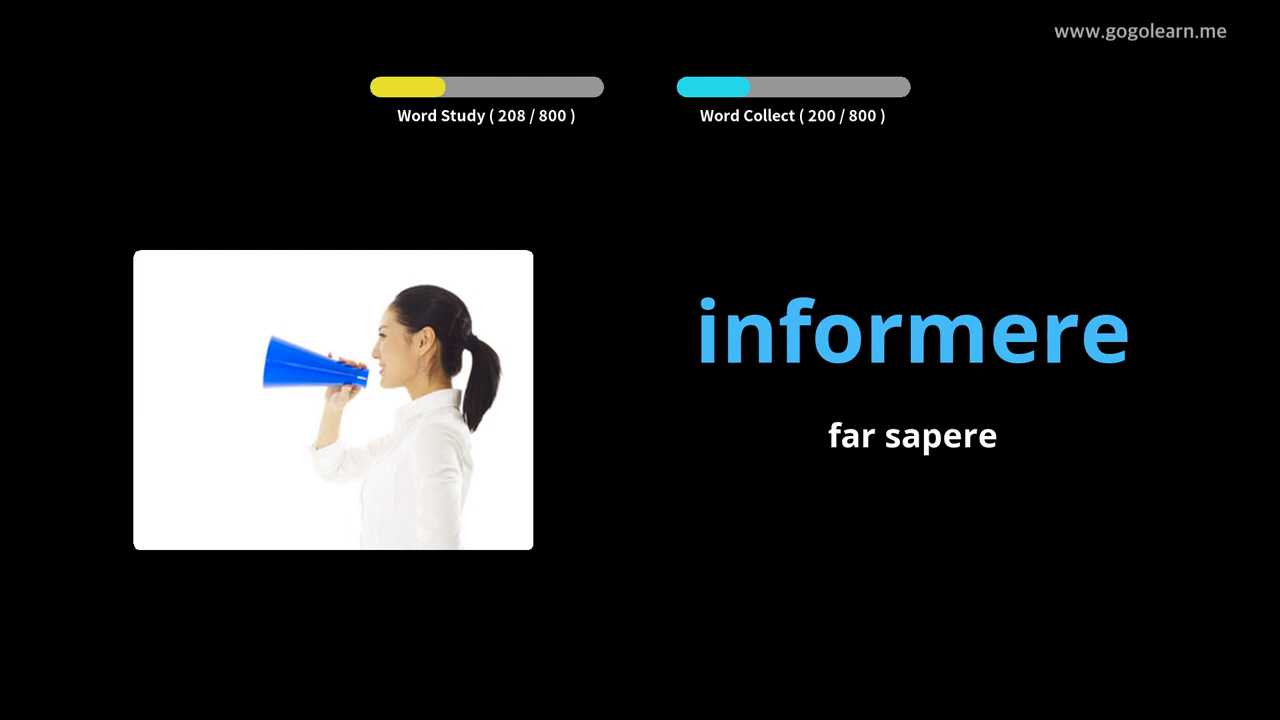 www.gogolearn.me
Word Study ( 208 / 800 )
Word Collect ( 200 / 800 )
informere
far sapere